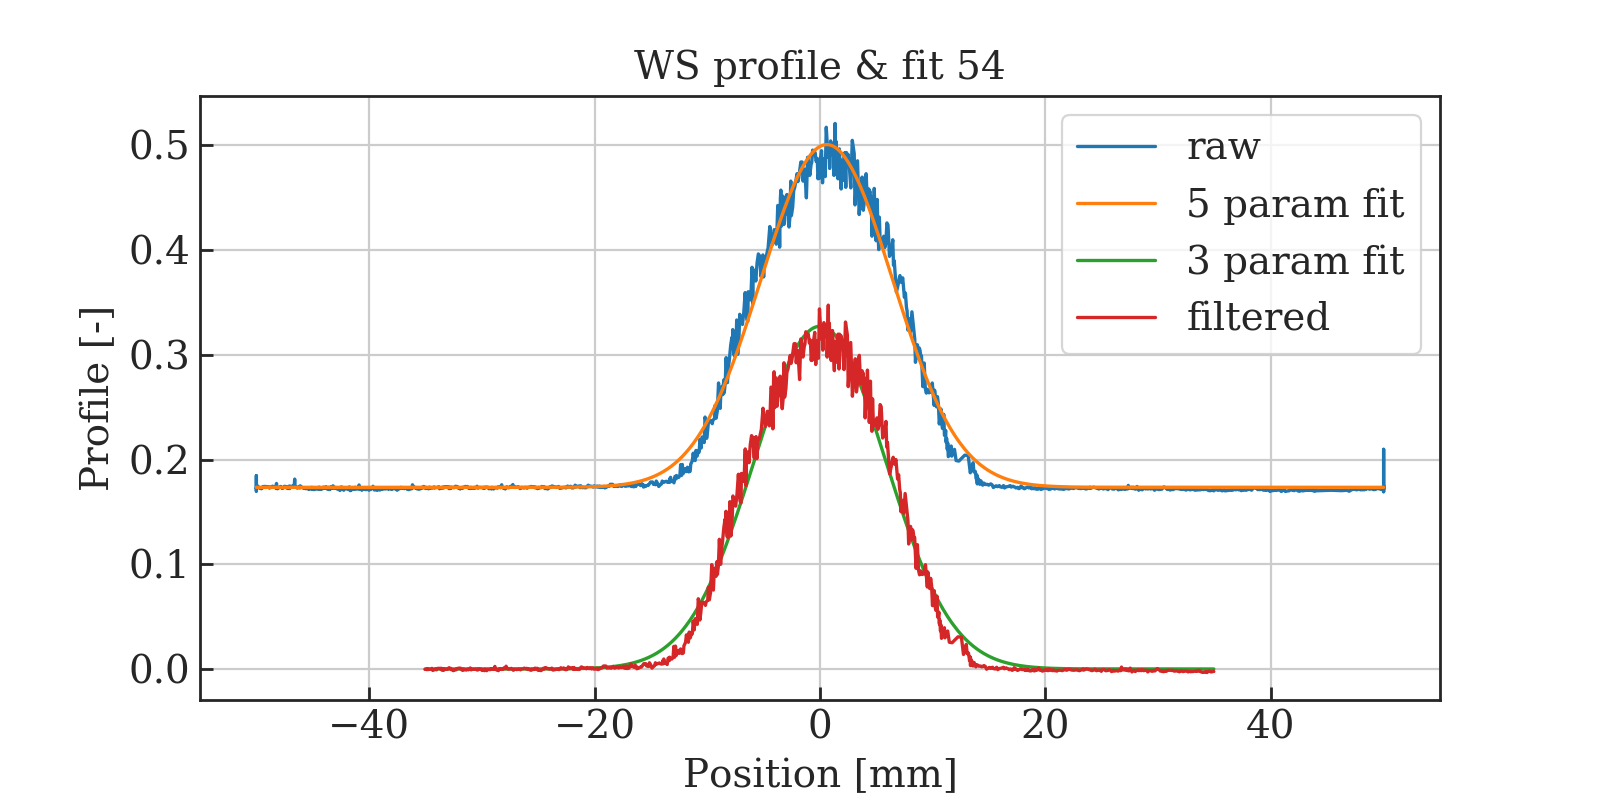 WS profile & fit 54
0.5
0.4
0.3
0.2
0.1
0.0
Profile [-]
raw
5 param fit
3 param fit
filtered
−40 −20 0 20 40
Position [mm]